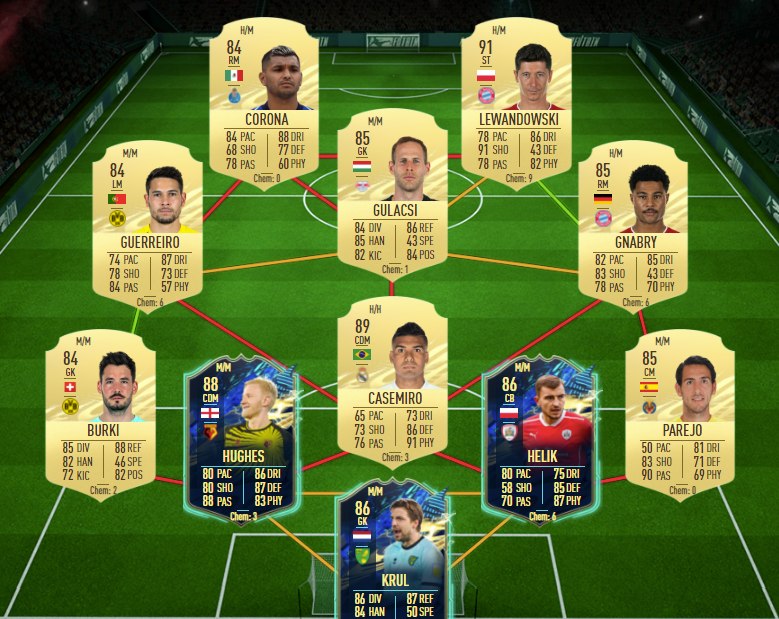 H/M
84
RM
CORONA
84 PAC 88 DRI
68 SHO 77 DEF
78 PAS 60 PHY
Chem: 0
H/M
91
ST
LEWANDOWSKI
78 PAC 86 DRI
91 SHO 43 DEF
78 PAS 82 PHY
Chem: 9
M/M
85
GK
GULACSI
84 DIV 86 REF
85 HAN 43 SPE
82 KIC 84 POS
Chem: 1
M/M
84
LM
GUERREIRO
74 PAC 87 DRI
78 SHO 73 DEF
84 PAS 57 PHY
Chem: 6
H/M
85
RM
GNABRY
82 PAC 85 DRI
83 SHO 43 DEF
78 PAS 70 PHY
Chem: 6
H/H
89
CDM
CASEMIRO
65 PAC 73 DRI
73 SHO 86 DEF
76 PAS 91 PHY
Chem: 3
M/M
84
GK
BURKI
85 DIV 88 REF
82 HAN 46 SPE
72 KIC 82 POS
Chem: 2
M/M
88
CDM
HUGHES
80 PAC 86 DRI
80 SHO 87 DEF
88 PAS 83 PHY
Chem: 3
M/M
86
CB
HELIK
80 PAC 75 DRI
58 SHO 85 DEF
70 PAS 87 PHY
Chem: 6
M/M
85
CM
PAREJO
50 PAC 81 DRI
83 SHO 71 DEF
90 PAS 69 PHY
Chem: 0
M/M
86
GK
KRUL
86 DIV 87 REF
84 HAN 50 SPE